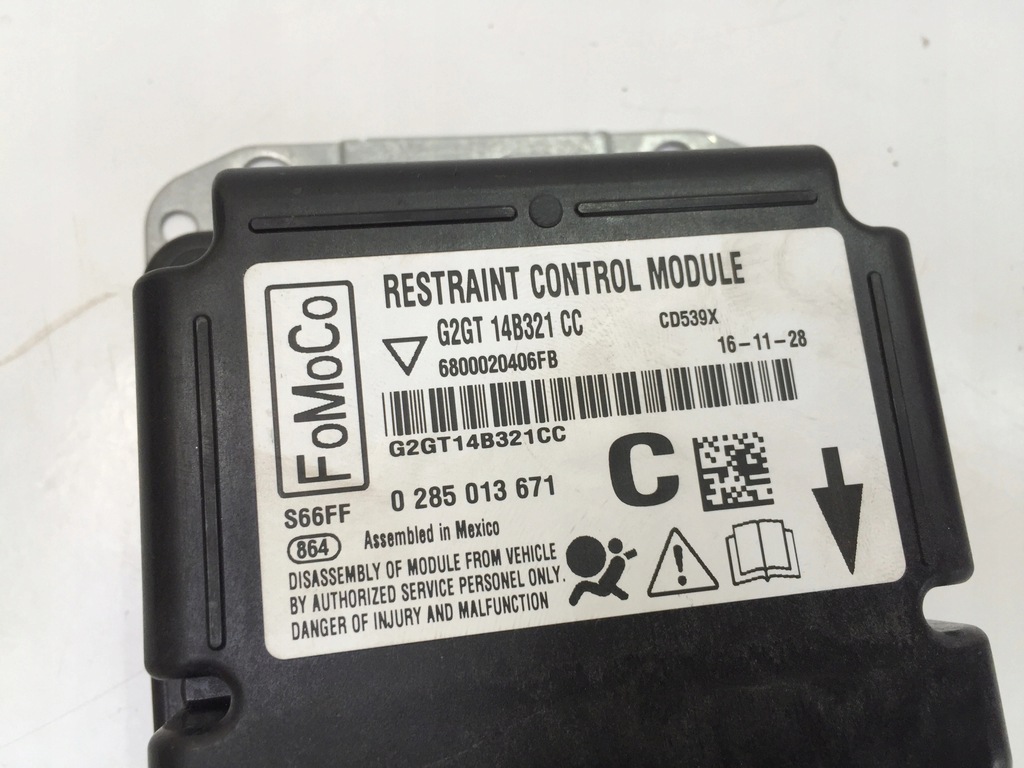 FoMoCo
RESTRAINT CONTROL MODULE
G2GT 14B321 CC
CD539X
6800020406FB
16-11-28
G2GT14B321CC
C
0 285 013 671
S66FF
864
Assembled in Mexico
DISASSEMBLY OF MODULE FROM VEHICLE
BY AUTHORIZED SERVICE PERSONEL ONLY.
DANGER OF INJURY AND MALFUNCTION